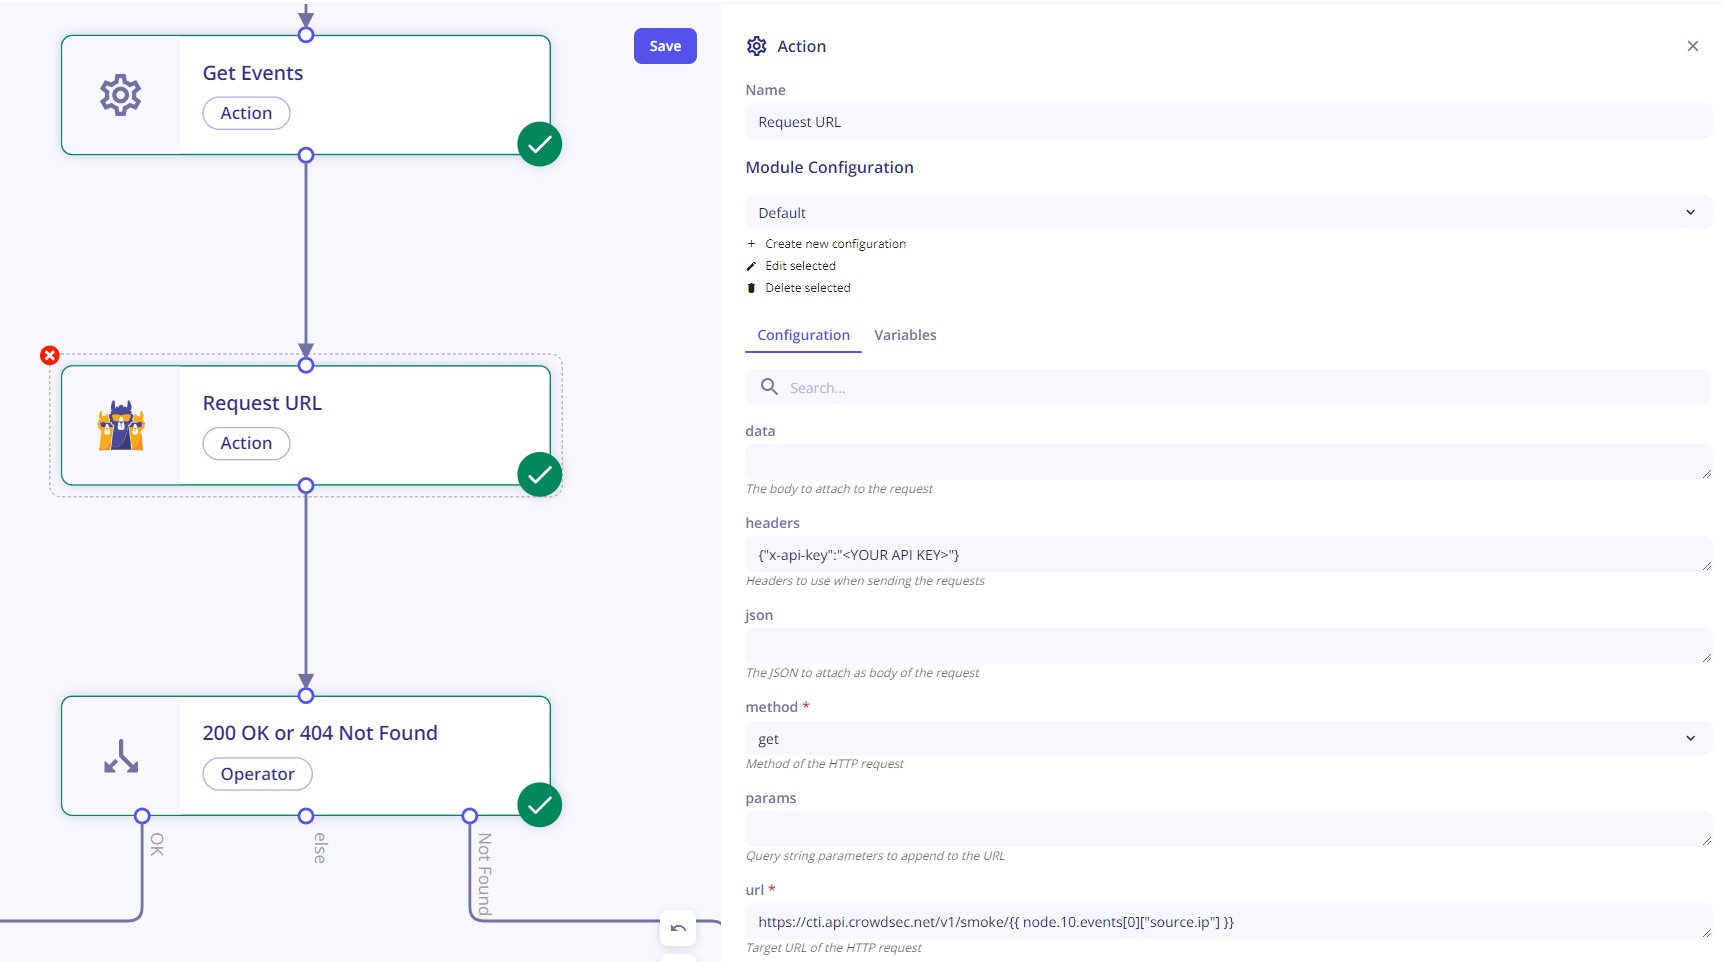 Get Events
Action
Save
Request URL
Action
200 OK or 404 Not Found
Operator
OK
else
Not Found
Action
Name
Request URL
Module Configuration
Default
+ Create new configuration
Edit selected
Delete selected
Configuration Variables
Search...
data
The body to attach to the request
headers
{"x-api-key":"<YOUR API KEY>"}
Headers to use when sending the requests
json
The JSON to attach as body of the request
method *
get
Method of the HTTP request
params
Query string parameters to append to the URL
url *
https://cti.api.crowdsec.net/v1/smoke/{{ node.10.events[0]["source.ip"] }}
Target URL of the HTTP request